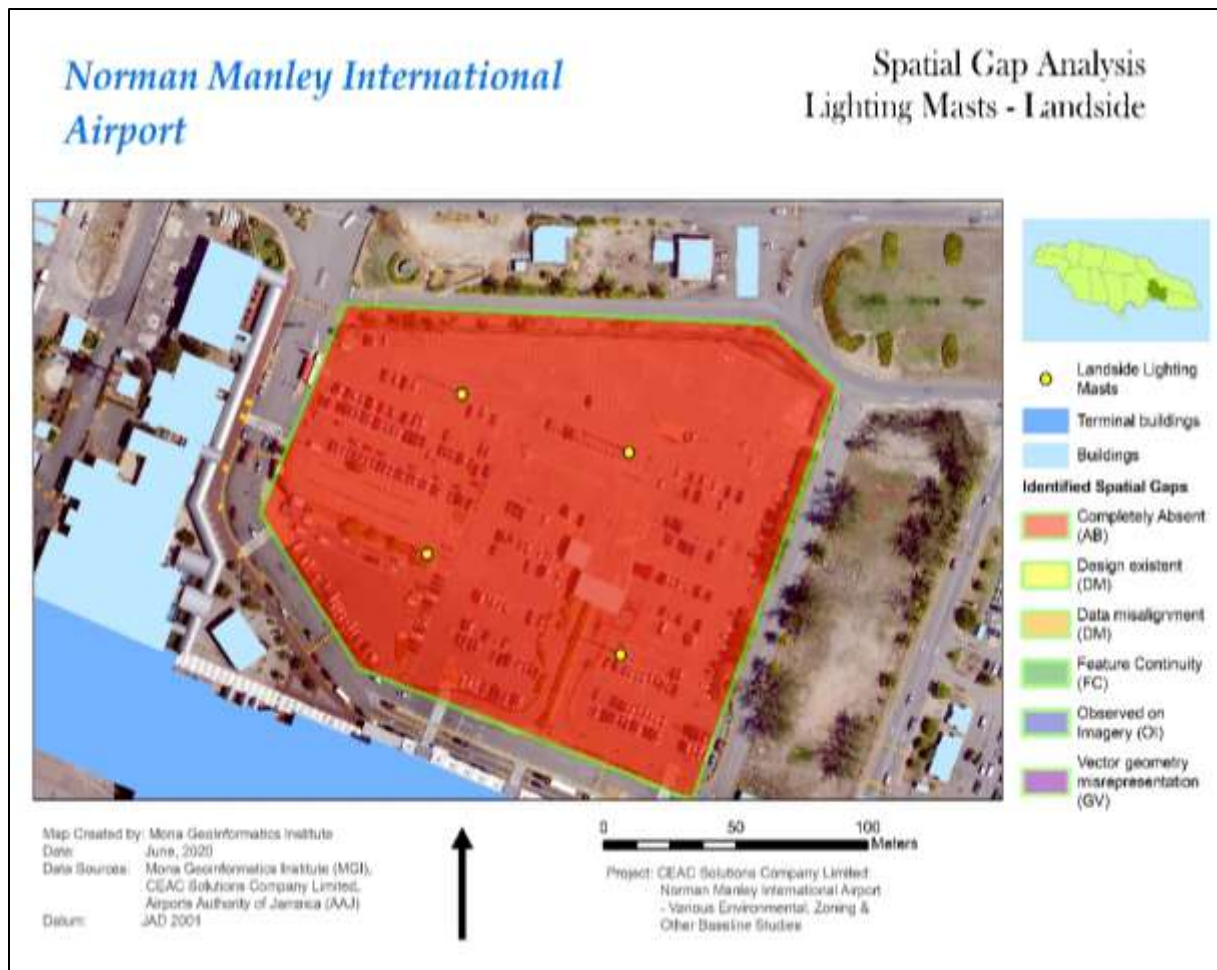 Norman Manley International
Airport
Spatial Gap Analysis
Lighting Masts - Landside
Landside Lighting
Masts
Terminal buildings
Buildings
Identified Spatial Gaps
Completely Absent
(AB)
Design existent
(DM)
Data misalignment
(DM)
Feature Continuity
(FC)
Observed on
Imagery (OI)
Vector geometry
misrepresentation
(GV)
Map Created by: Mona GeoInformatics Institute
Date: June, 2020
Data Sources: Mona GeoInformatics Institute (MGI),
CEAC Solutions Company Limited,
Airports Authority of Jamaica (AAJ)
Datum: JAD 2001
0 50 100
Meters
Project: CEAC Solutions Company Limited:
Norman Manley International Airport
- Various Environmental, Zoning &
Other Baseline Studies